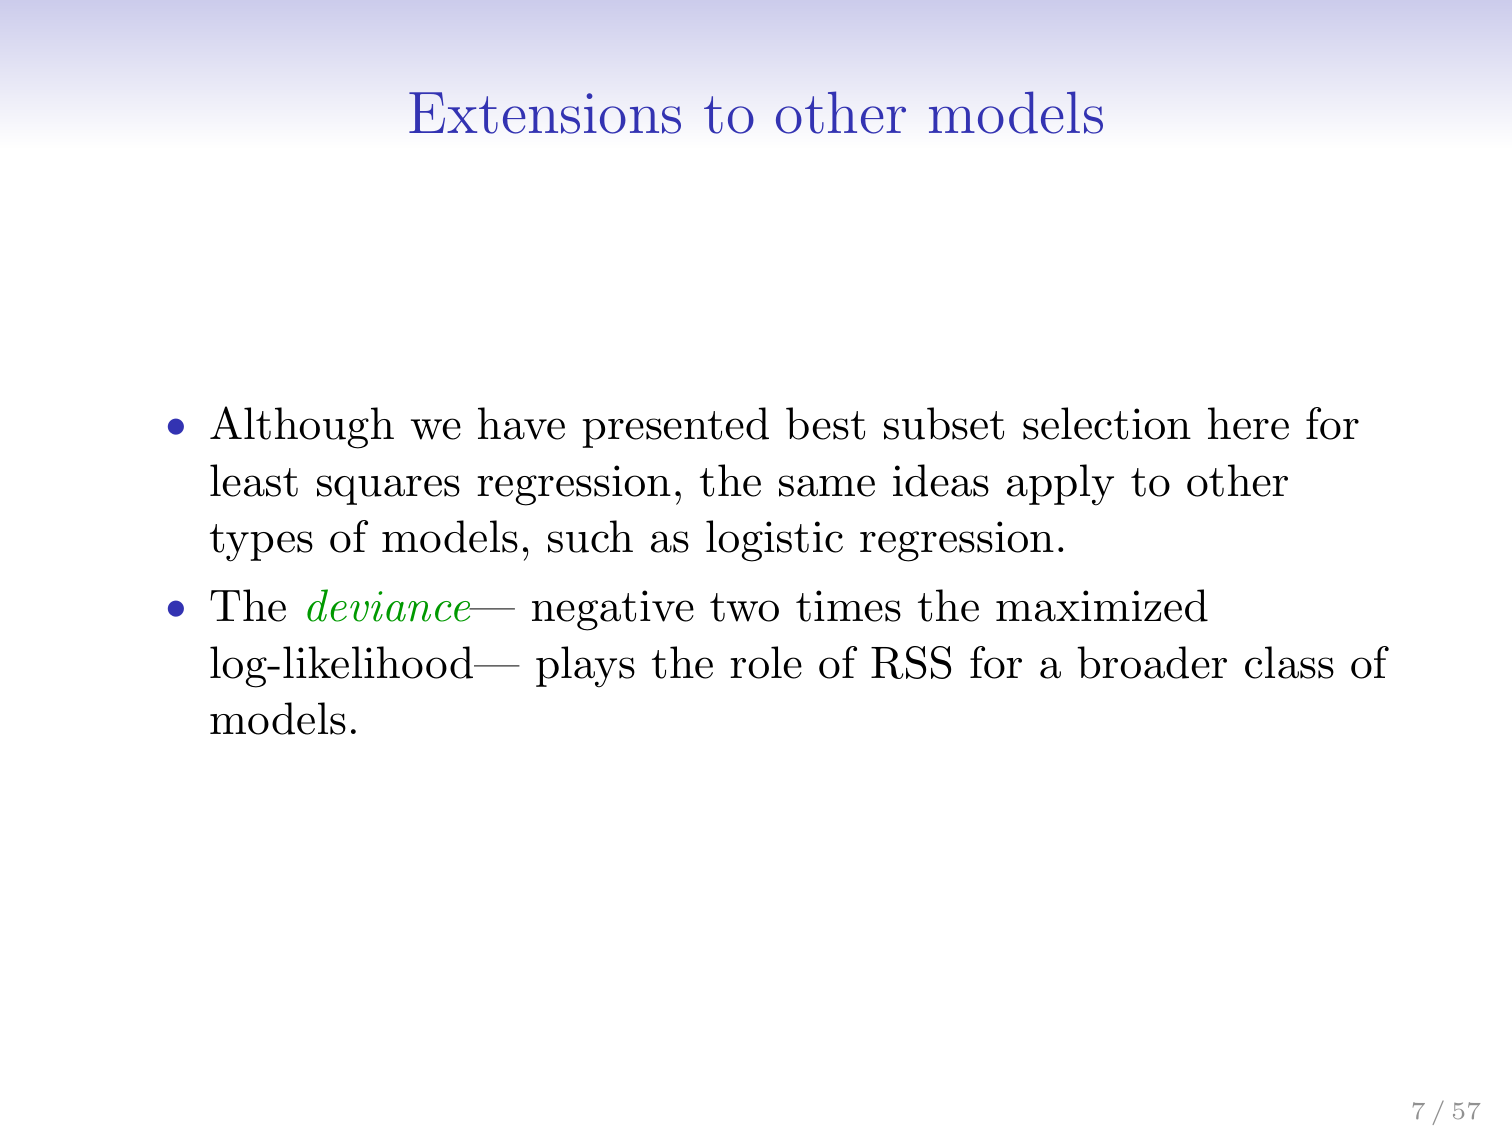 Extensions to other models
• Although we have presented best subset selection here for
least squares regression, the same ideas apply to other
types of models, such as logistic regression.
• The deviance— negative two times the maximized
log-likelihood— plays the role of RSS for a broader class of
models.
7 / 57